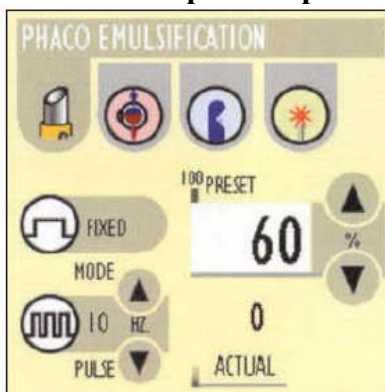 PHACO EMULSIFICATION
100 PRESET
FIXED
60 %
MODE
10 HZ.
0
PULSE
ACTUAL